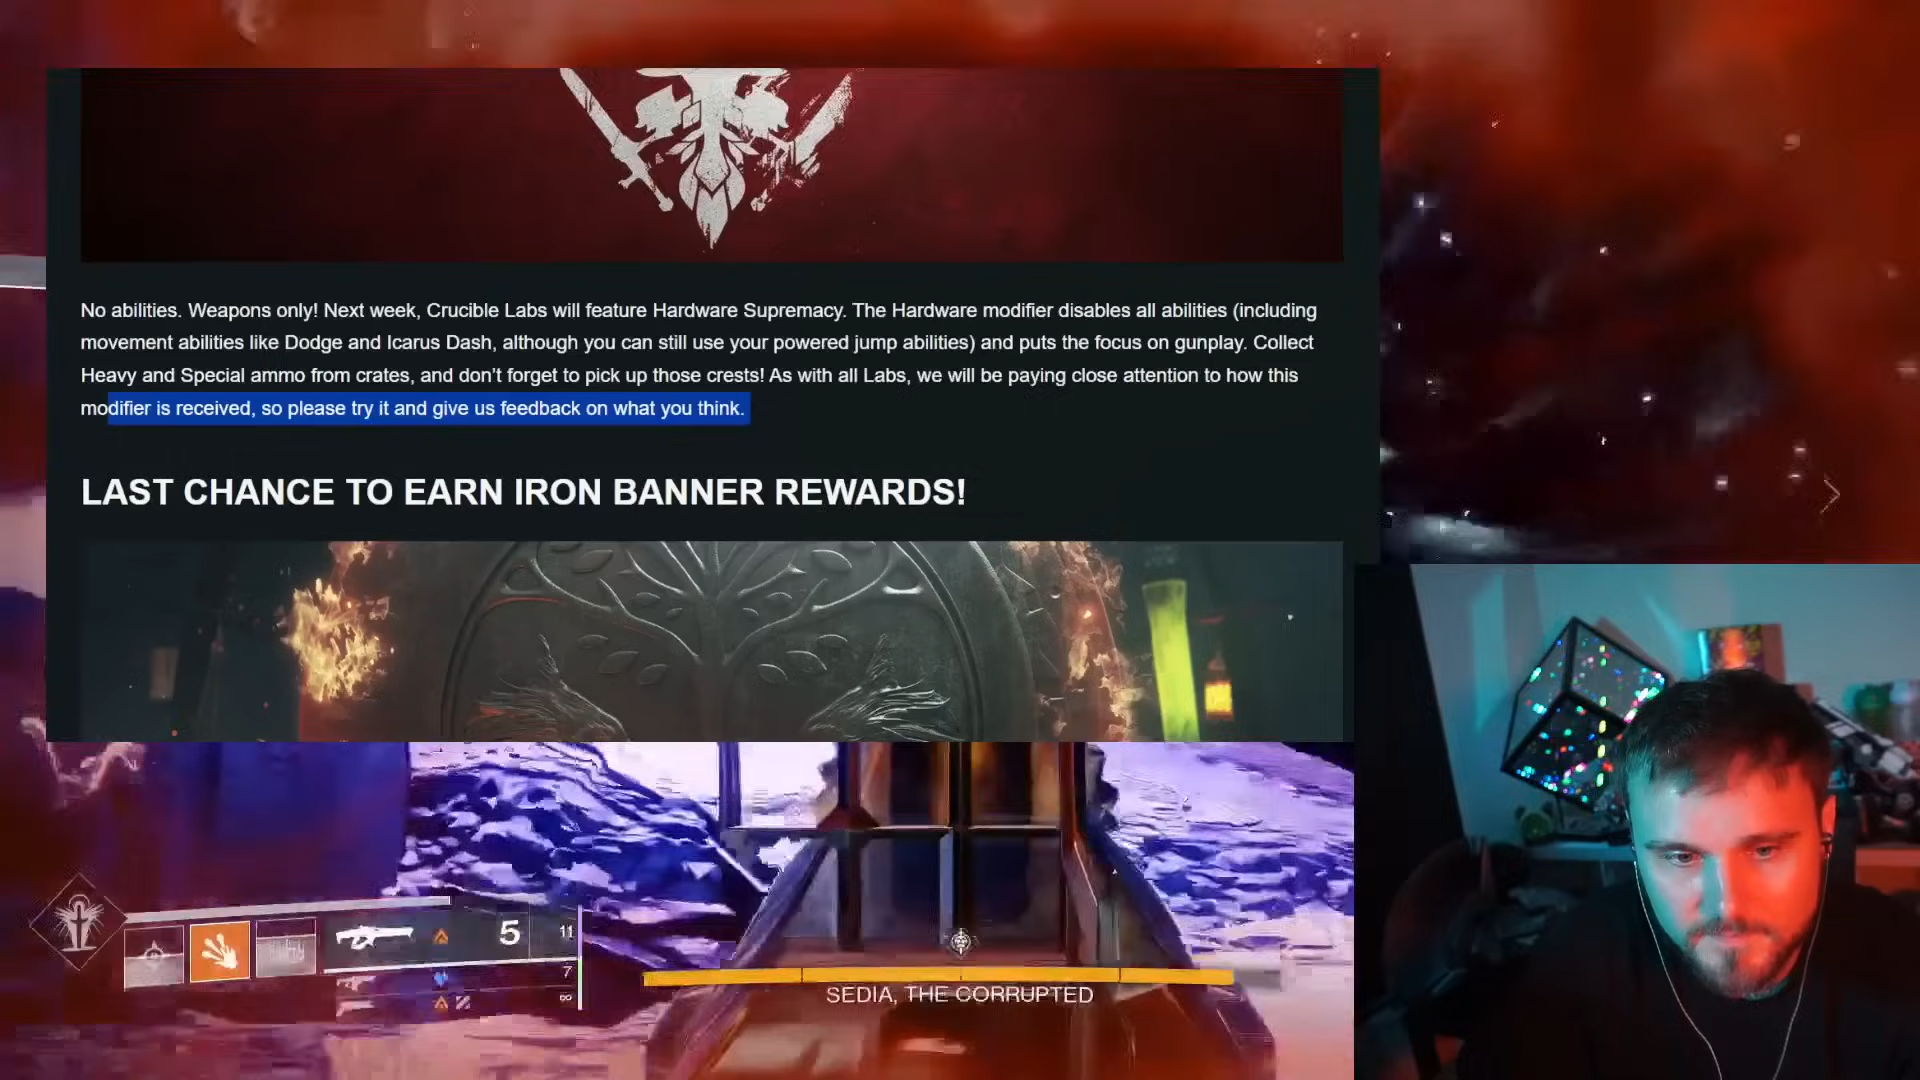 No abilities. Weapons only! Next week, Crucible Labs will feature Hardware Supremacy. The Hardware modifier disables all abilities (including
movement abilities like Dodge and Icarus Dash, although you can still use your powered jump abilities) and puts the focus on gunplay. Collect
Heavy and Special ammo from crates, and don’t forget to pick up those crests! As with all Labs, we will be paying close attention to how this
modifier is received, so please try it and give us feedback on what you think.
LAST CHANCE TO EARN IRON BANNER REWARDS!
5 11
7
∞
SEDIA, THE CORRUPTED